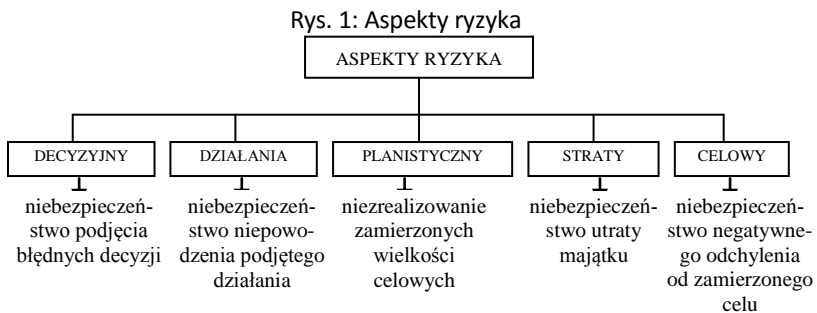 Rys. 1: Aspekty ryzyka
ASPEKTY RYZYKA
DECYZYJNY
niebezpieczeń-
stwo podjęcia
błędnych decyzji
DZIAŁANIA
niebezpieczeń-
stwo niepowo-
dzenia podjętego
działania
PLANISTYCZNY
niezrealizowanie
zamierzonych
wielkości
celowych
STRATY
niebezpieczeń-
stwo utraty
majątku
CELOWY
niebezpieczeń-
stwo negatywne-
go odchylenia
od zamierzonego
celu